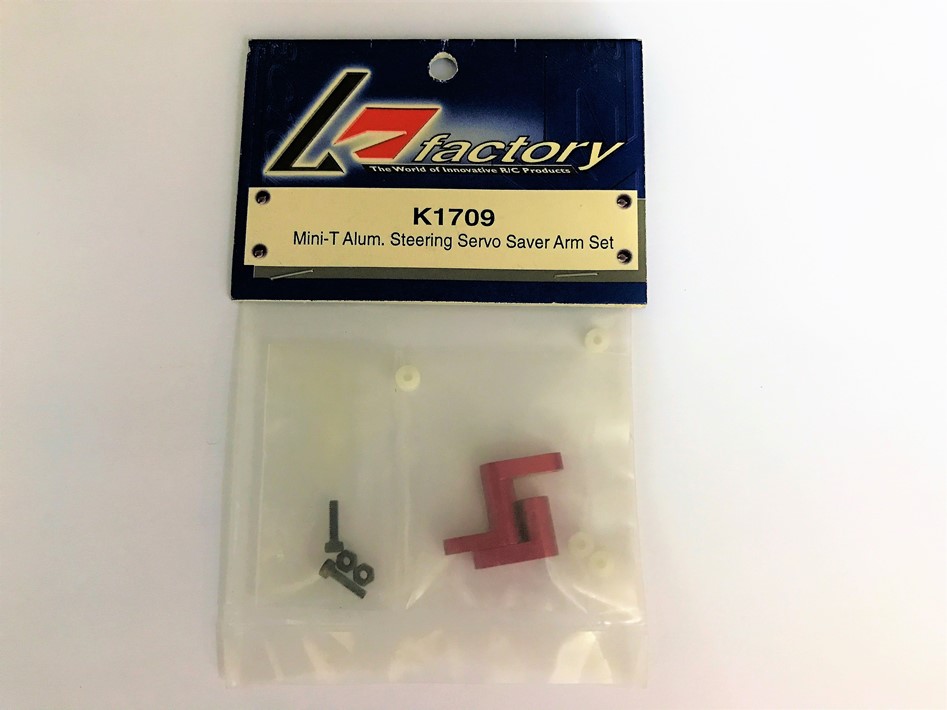 K factory
The World of Innovative R/C Products
K1709
Mini-T Alum. Steering Servo Saver Arm Set